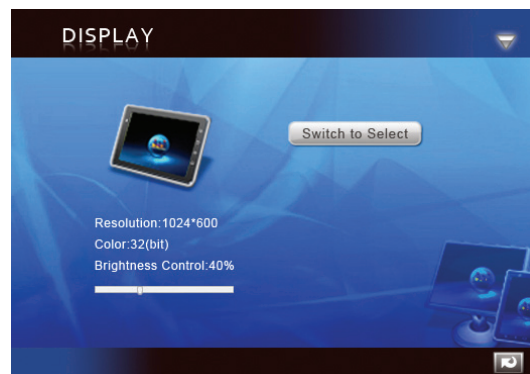 DISPLAY
Switch to Select
Resolution:1024*600
Color:32(bit)
Brightness Control:40%